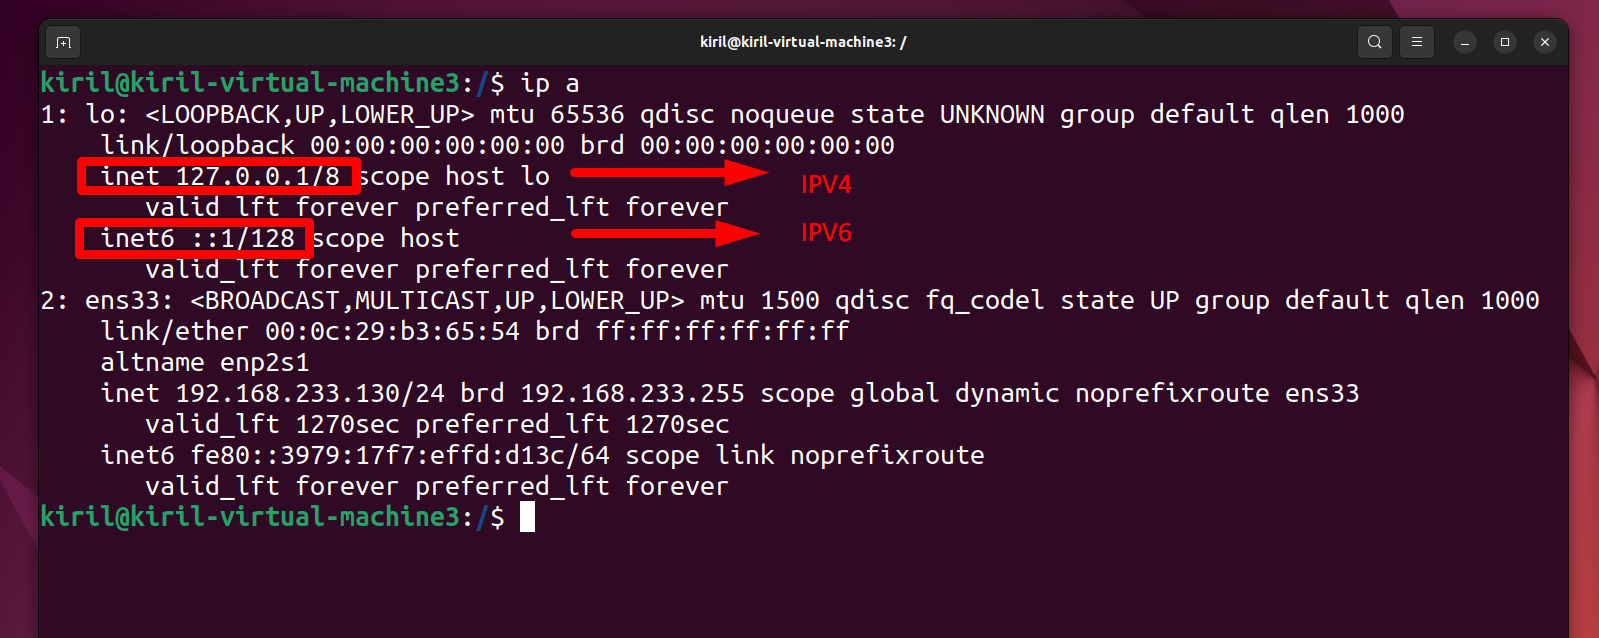 kiril@kiril-virtual-machine3: /
kiril@kiril-virtual-machine3:/$ ip a
1: lo: <LOOPBACK,UP,LOWER_UP> mtu 65536 qdisc noqueue state UNKNOWN group default qlen 1000
link/loopback 00:00:00:00:00:00 brd 00:00:00:00:00:00
inet 127.0.0.1/8 scope host lo
IPV4
valid_lft forever preferred_lft forever
inet6 ::1/128 scope host
IPV6
valid_lft forever preferred_lft forever
2: ens33: <BROADCAST,MULTICAST,UP,LOWER_UP> mtu 1500 qdisc fq_codel state UP group default qlen 1000
link/ether 00:0c:29:b3:65:54 brd ff:ff:ff:ff:ff:ff
altname enp2s1
inet 192.168.233.130/24 brd 192.168.233.255 scope global dynamic noprefixroute ens33
valid_lft 1270sec preferred_lft 1270sec
inet6 fe80::3979:17f7:effd:d13c/64 scope link noprefixroute
valid_lft forever preferred_lft forever
kiril@kiril-virtual-machine3:/$